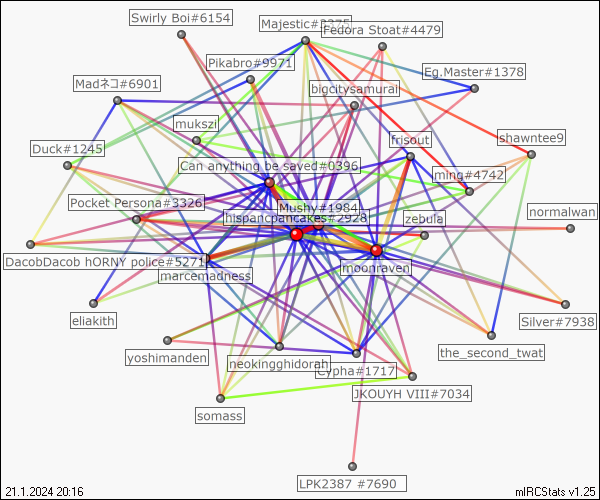 Swirly Boi#6154
Majestic#2275
Fedora Stoat#4479
Pikabro#9971
Eg.Master#1378
Madネコ#6901
bigcitysamurai
mukszi
frisout
shawntee9
Duck#1245
Can anything be saved#0396
ming#4742
Pocket Persona#3326
Mushy#1984
hispancpancakes#2928
zebula
normalwan
DacobDacob hORNY police#5271
moonraven
marcemadness
eliakith
Silver#7938
yoshimanden
neokingghidorah
Cypha#1717
the_second_twat
JKOUYH VIII#7034
somass
LPK2387 #7690
21.1.2024 20:16
mIRCStats v1.25